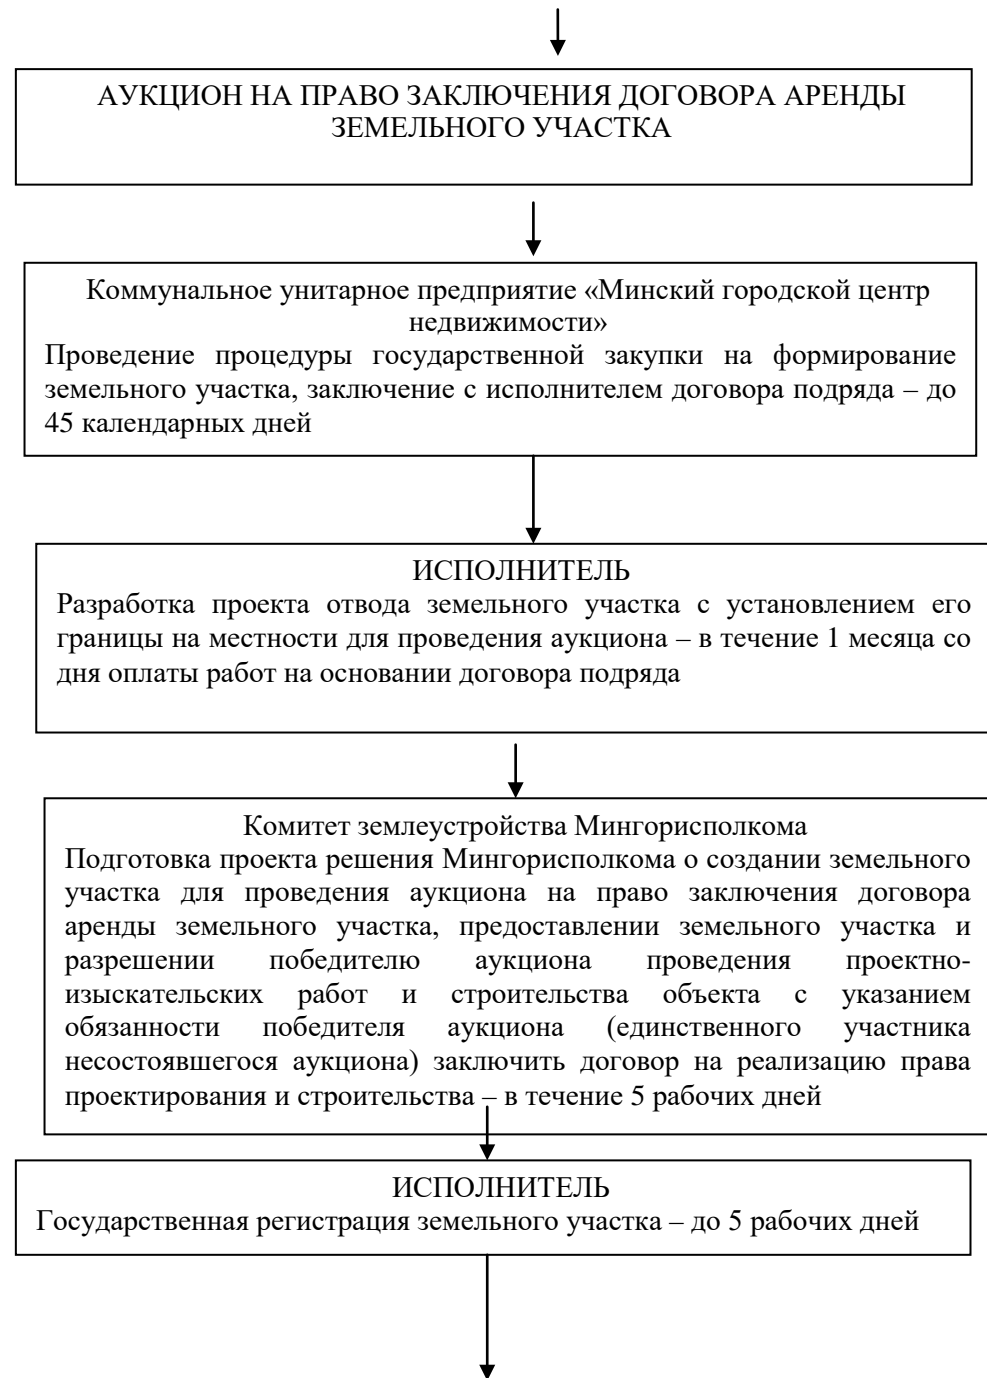 АУКЦИОН НА ПРАВО ЗАКЛЮЧЕНИЯ ДОГОВОРА АРЕНДЫ
ЗЕМЕЛЬНОГО УЧАСТКА
Коммунальное унитарное предприятие «Минский городской центр
недвижимости»
Проведение процедуры государственной закупки на формирование
земельного участка, заключение с исполнителем договора подряда – до
45 календарных дней
ИСПОЛНИТЕЛЬ
Разработка проекта отвода земельного участка с установлением его
границы на местности для проведения аукциона – в течение 1 месяца со
дня оплаты работ на основании договора подряда
Комитет землеустройства Мингорисполкома
Подготовка проекта решения Мингорисполкома о создании земельного
участка для проведения аукциона на право заключения договора
аренды земельного участка, предоставлении земельного участка и
разрешении победителю аукциона проведения проектно-
изыскательских работ и строительства объекта с указанием
обязанности победителя аукциона (единственного участника
несостоявшегося аукциона) заключить договор на реализацию права
проектирования и строительства – в течение 5 рабочих дней
ИСПОЛНИТЕЛЬ
Государственная регистрация земельного участка – до 5 рабочих дней